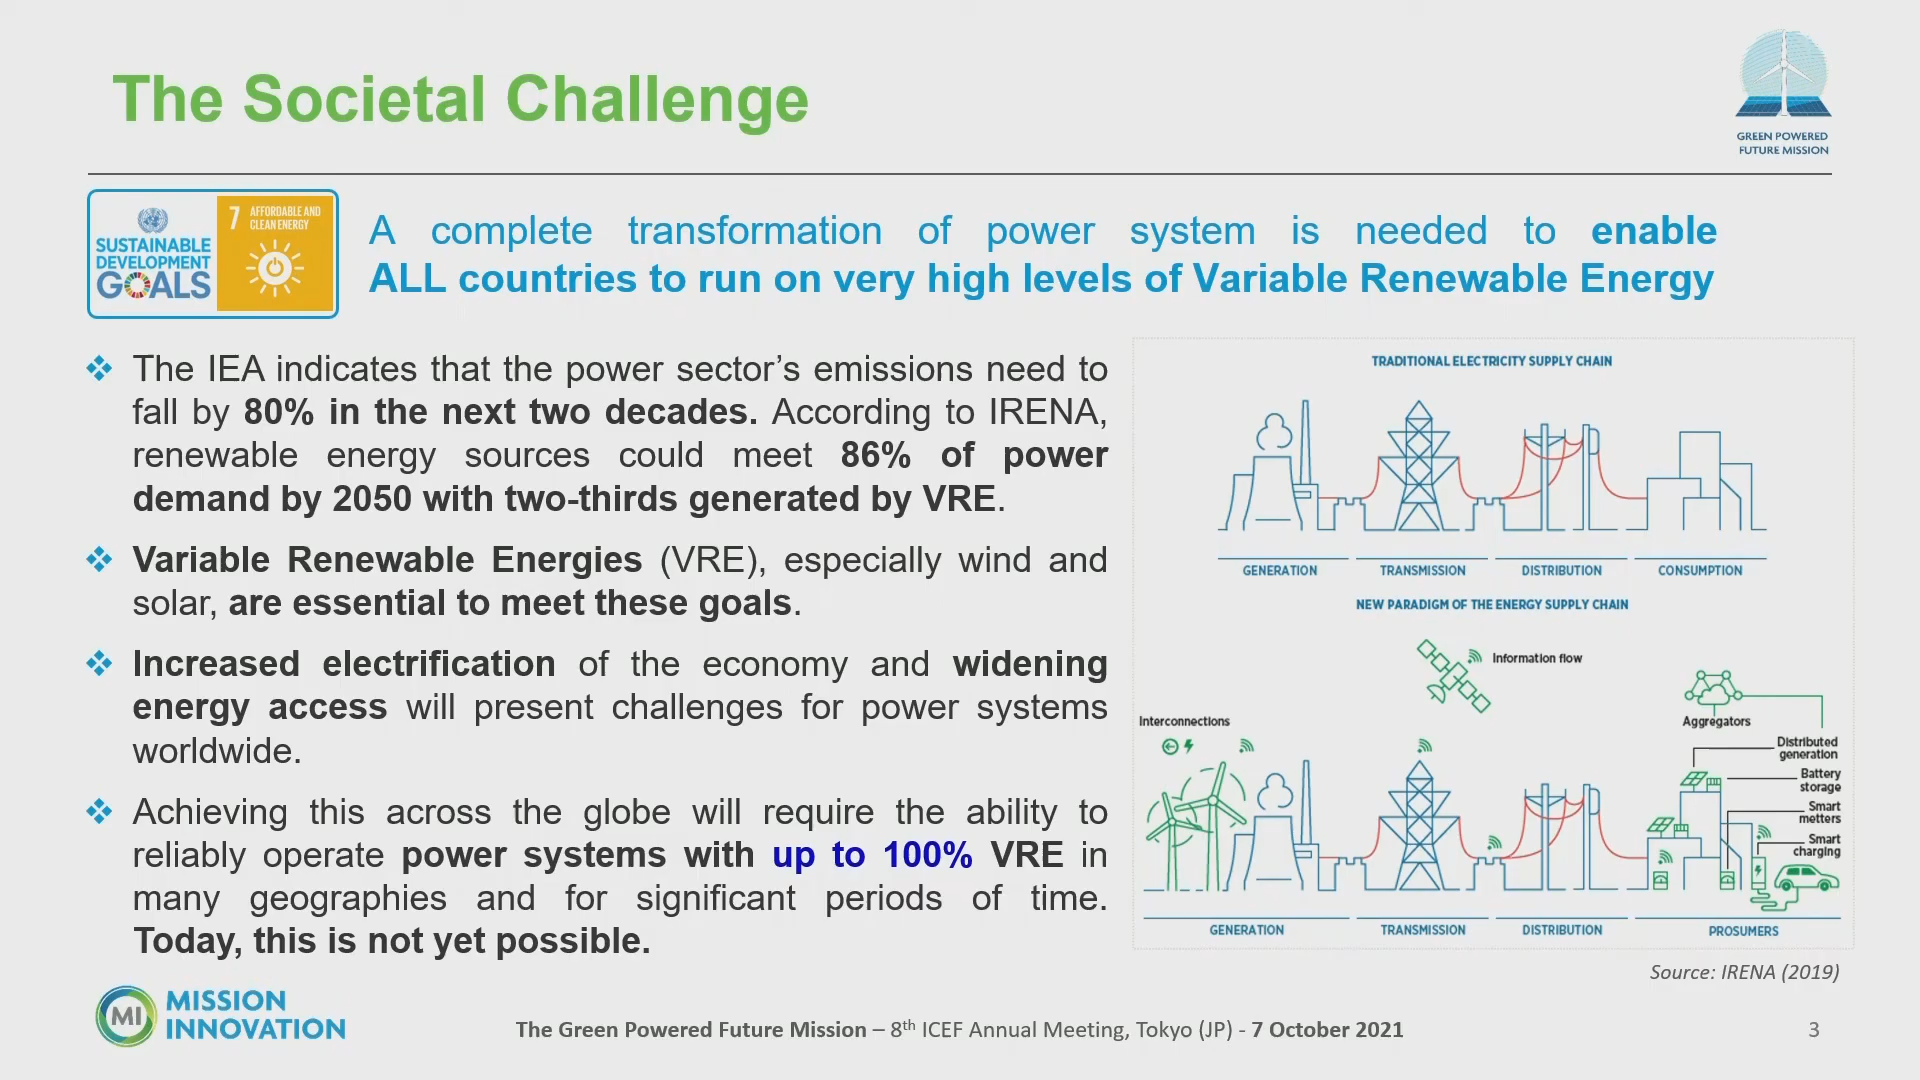 The Societal Challenge
GREEN POWERED
FUTURE MISSION
SUSTAINABLE
DEVELOPMENT
GOALS
7 AFFORDABLE AND
CLEAN ENERGY
A complete transformation of power system is needed to enable
ALL countries to run on very high levels of Variable Renewable Energy
The IEA indicates that the power sector’s emissions need to
fall by 80% in the next two decades. According to IRENA,
renewable energy sources could meet 86% of power
demand by 2050 with two-thirds generated by VRE.
Variable Renewable Energies (VRE), especially wind and
solar, are essential to meet these goals.
Increased electrification of the economy and widening
energy access will present challenges for power systems
worldwide.
Achieving this across the globe will require the ability to
reliably operate power systems with up to 100% VRE in
many geographies and for significant periods of time.
Today, this is not yet possible.
TRADITIONAL ELECTRICITY SUPPLY CHAIN
GENERATION
TRANSMISSION
DISTRIBUTION
CONSUMPTION
NEW PARADIGM OF THE ENERGY SUPPLY CHAIN
Information flow
Interconnections
Aggregators
Distributed
generation
Battery
storage
Smart
metters
Smart
charging
GENERATION
TRANSMISSION
DISTRIBUTION
PROSUMERS
Source: IRENA (2019)
MI
MISSION
INNOVATION
The Green Powered Future Mission – 8th ICEF Annual Meeting, Tokyo (JP) - 7 October 2021
3